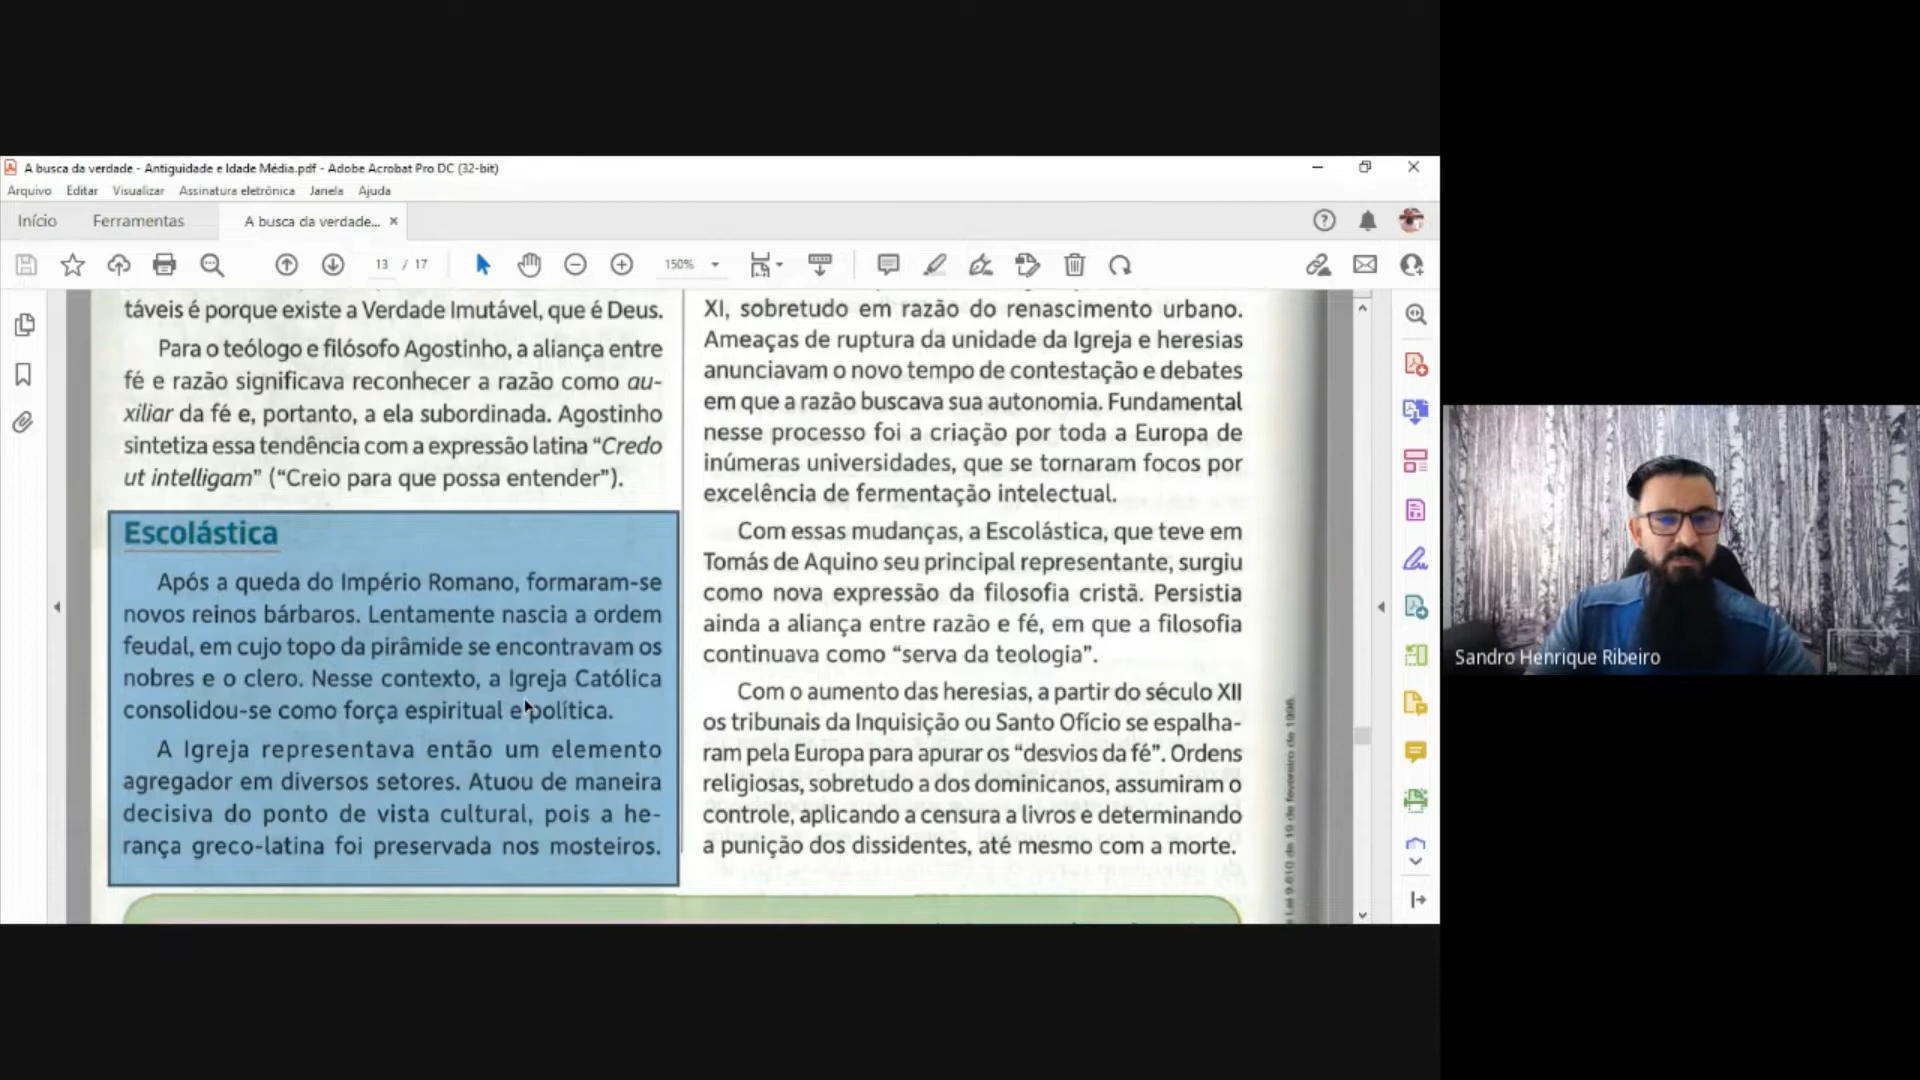 A busca da verdade - Antiguidade e Idade Média.pdf - Adobe Acrobat Pro DC (32-bit)
Arquivo Editar Visualizar Assinatura eletrônica Janela Ajuda
Início Ferramentas A busca da verdade... ×
13 / 17 150%
táveis é porque existe a Verdade Imutável, que é Deus.
Para o teólogo e filósofo Agostinho, a aliança entre
fé e razão significava reconhecer a razão como au-
xiliar da fé e, portanto, a ela subordinada. Agostinho
sintetiza essa tendência com a expressão latina “Credo
ut intelligam” (“Creio para que possa entender”).
Escolástica
Após a queda do Império Romano, formaram-se
novos reinos bárbaros. Lentamente nascia a ordem
feudal, em cujo topo da pirâmide se encontravam os
nobres e o clero. Nesse contexto, a Igreja Católica
consolidou-se como força espiritual e política.
A Igreja representava então um elemento
agregador em diversos setores. Atuou de maneira
decisiva do ponto de vista cultural, pois a he-
rança greco-latina foi preservada nos mosteiros.
XI, sobretudo em razão do renascimento urbano.
Ameaças de ruptura da unidade da Igreja e heresias
anunciavam o novo tempo de contestação e debates
em que a razão buscava sua autonomia. Fundamental
nesse processo foi a criação por toda a Europa de
inúmeras universidades, que se tornaram focos por
excelência de fermentação intelectual.
Com essas mudanças, a Escolástica, que teve em
Tomás de Aquino seu principal representante, surgiu
como nova expressão da filosofia cristã. Persistia
ainda a aliança entre razão e fé, em que a filosofia
continuava como “serva da teologia”.
Com o aumento das heresias, a partir do século XII
os tribunais da Inquisição ou Santo Ofício se espalha-
ram pela Europa para apurar os “desvios da fé”. Ordens
religiosas, sobretudo a dos dominicanos, assumiram o
controle, aplicando a censura a livros e determinando
a punição dos dissidentes, até mesmo com a morte.
Lei 9.610 de 19 de fevereiro de 1998.
Sandro Henrique Ribeiro